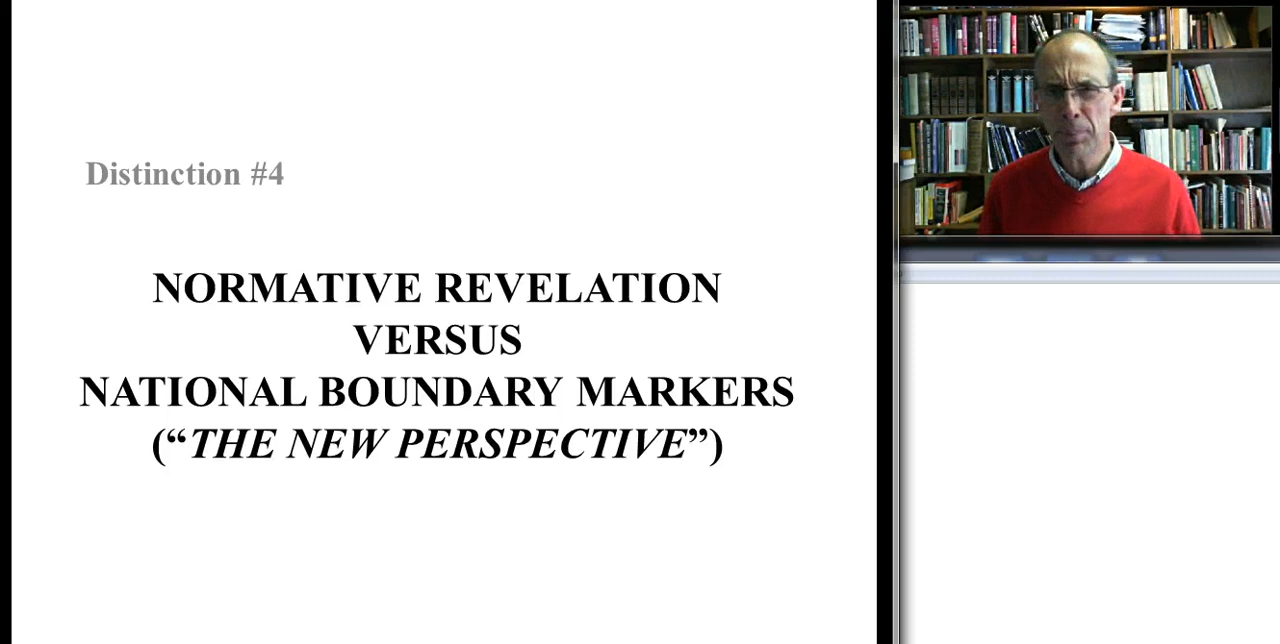 Distinction #4
NORMATIVE REVELATION
VERSUS
NATIONAL BOUNDARY MARKERS
(“THE NEW PERSPECTIVE”)